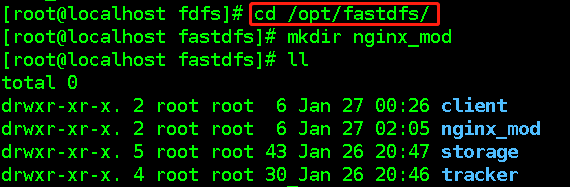 [root@localhost fdfs]# cd /opt/fastdfs/
[root@localhost fastdfs]# mkdir nginx_mod
[root@localhost fastdfs]# ll
total 0
drwxr-xr-x. 2 root root  6 Jan 27 00:26 client
drwxr-xr-x. 2 root root  6 Jan 27 02:05 nginx_mod
drwxr-xr-x. 5 root root 43 Jan 26 20:47 storage
drwxr-xr-x. 4 root root 30 Jan 26 20:46 tracker